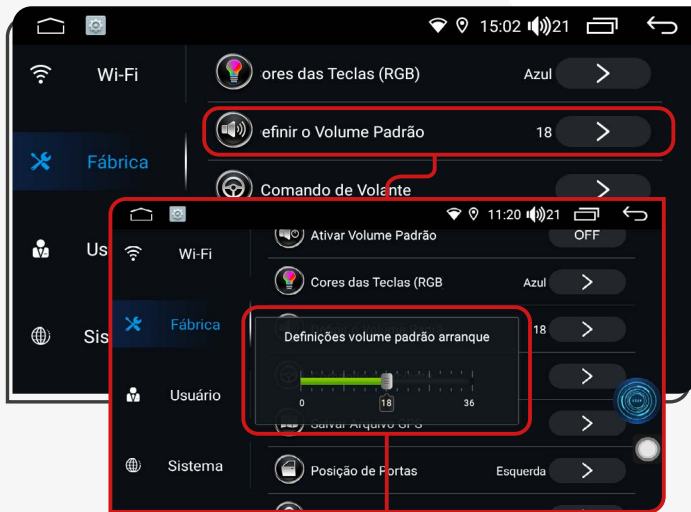 15:02 21
Wi-Fi
ores das Teclas (RGB)
Azul
efinir o Volume Padrão
18
Fábrica
Comando de Volante
Us
Sis
11:20 21
Ativar Volume Padrão
OFF
Wi-Fi
Cores das Teclas (RGB
Azul
Fábrica
18
Definições volume padrão arranque
0
18
36
Usuário
Salvar Arquivo GPS
Sistema
Posição de Portas
Esquerda